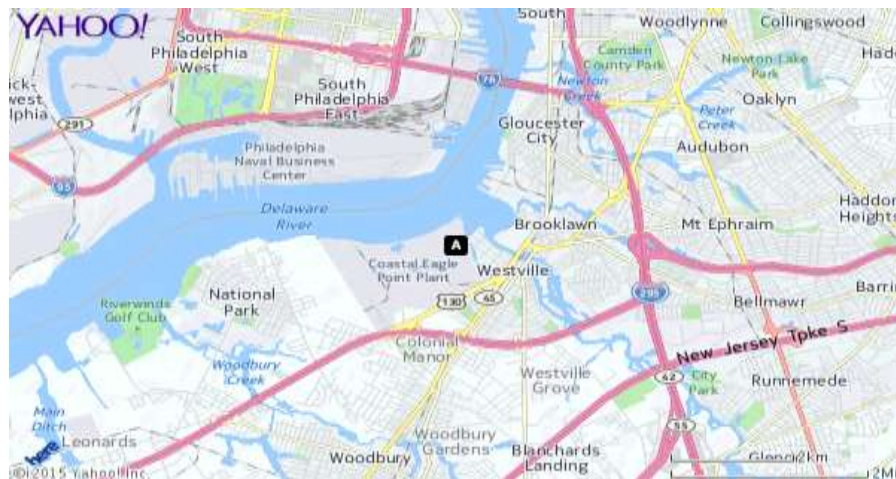 YAHOO!
South
Woodlynne
Collingswood
South
Philadelphia
West
Camden
County Park
Newton Lake
Park
South
Philadelphia
East
76
Newton
Creek
Oaklyn
291
Gloucester
City
Peter
Creek
Audubon
Philadelphia
Naval Business
Center
95
Delaware
River
Haddon
Heights
Brooklawn
Mt Ephraim
A
Coastal Eagle
Point Plant
Westville
National
Park
130
45
295
Bellmawr
Riverwinds
Golf Club
Colonial
Manor
New Jersey Tpke S
Woodbury
Creek
Westville
Grove
42
City
Park
Runnemede
Main
Ditch
55
Leonards
here
Woodbury
Gardens
Woodbury
Blanchards
Landing
2km
© 2015 Yahoo! Inc